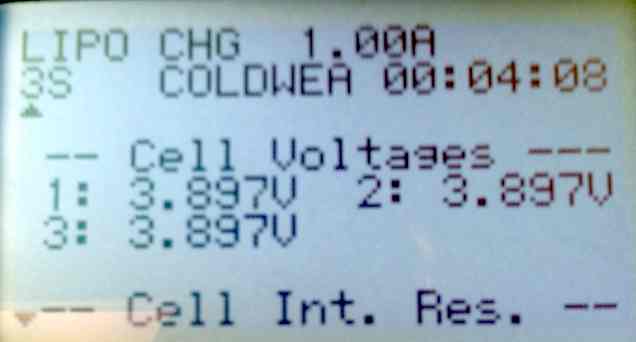 LIPO CHG 1.00A
3S COLDWEA 00:04:08
-- Cell Voltages ---
1: 3.897V 2: 3.897V
3: 3.897V
-- Cell Int. Res. --